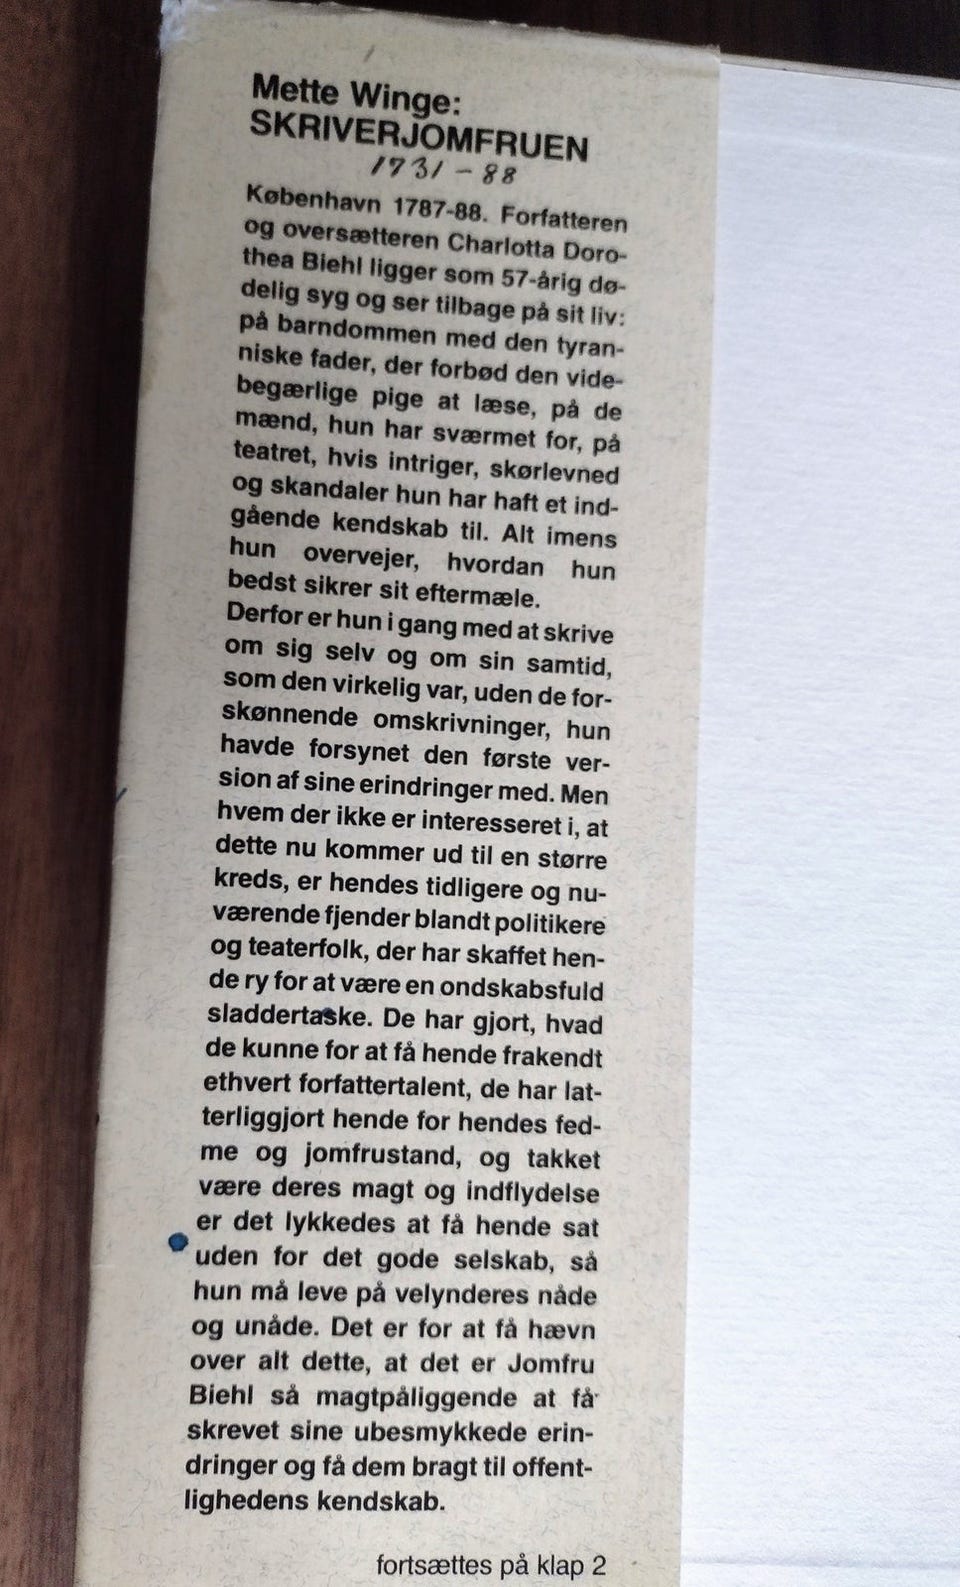 Mette Winge:
SKRIVERJOMFRUEN
1731-88
København 1787-88. Forfatteren
og oversætteren Charlotta Doro-
thea Biehl ligger som 57-årig dø-
delig syg og ser tilbage på sit liv:
på barndommen med den tyran-
niske fader, der forbød den vide-
begærlige pige at læse, på de
mænd, hun har sværmet for, på
teatret, hvis intriger, skørlevned
og skandaler hun har haft et ind-
gående kendskab til. Alt imens
hun overvejer, hvordan hun
bedst sikrer sit eftermæle.
Derfor er hun i gang med at skrive
om sig selv og om sin samtid,
som den virkelig var, uden de for-
skønnende omskrivninger, hun
havde forsynet den første ver-
sion af sine erindringer med. Men
hvem der ikke er interesseret i, at
dette nu kommer ud til en større
kreds, er hendes tidligere og nu-
værende fjender blandt politikere
og teaterfolk, der har skaffet hen-
de ry for at være en ondskabsfuld
sladdertaske. De har gjort, hvad
de kunne for at få hende frakendt
ethvert forfattertalent, de har lat-
terliggjort hende for hendes fed-
me og jomfrustand, og takket
være deres magt og indflydelse
er det lykkedes at få hende sat
uden for det gode selskab, så
hun må leve på velynderes nåde
og unåde. Det er for at få hævn
over alt dette, at det er Jomfru
Biehl så magtpåliggende at få
skrevet sine ubesmykkede erin-
dringer og få dem bragt til offent-
lighedens kendskab.
fortsættes på klap 2